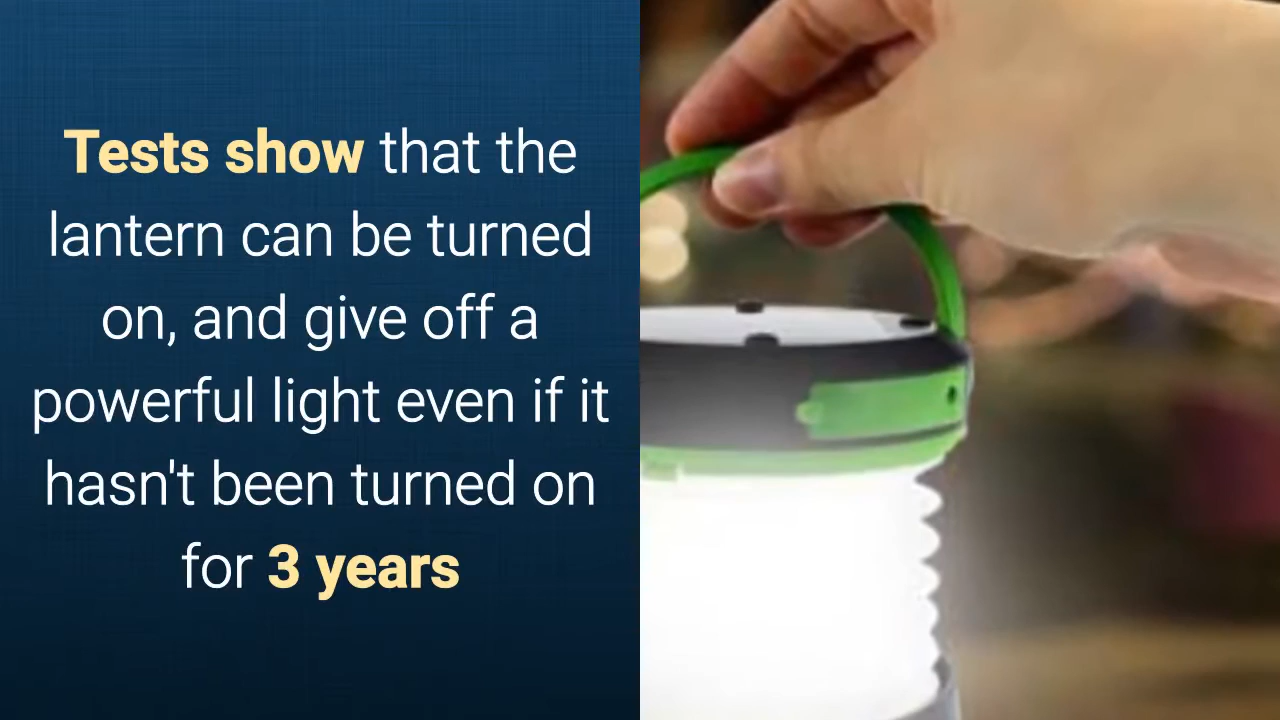 Tests show that the
lantern can be turned
on, and give off a
powerful light even if it
hasn't been turned on
for 3 years